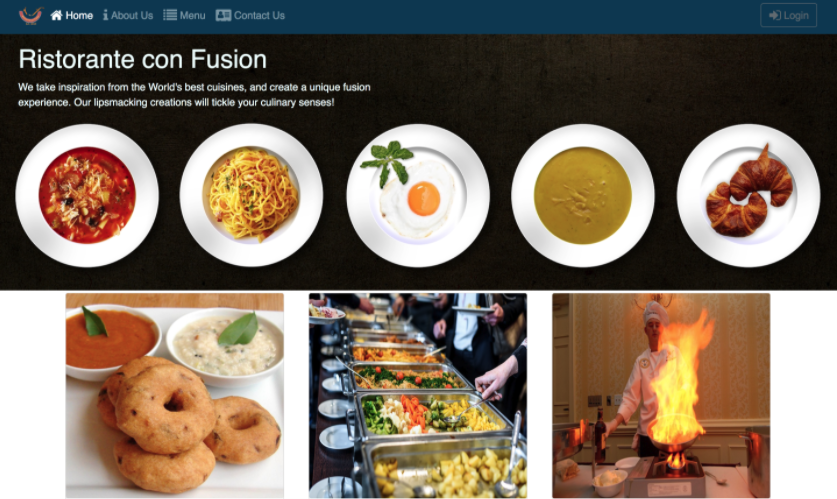 Home About Us Menu Contact Us Login
Ristorante con Fusion
We take inspiration from the World's best cuisines, and create a unique fusion
experience. Our lipsmacking creations will tickle your culinary senses!